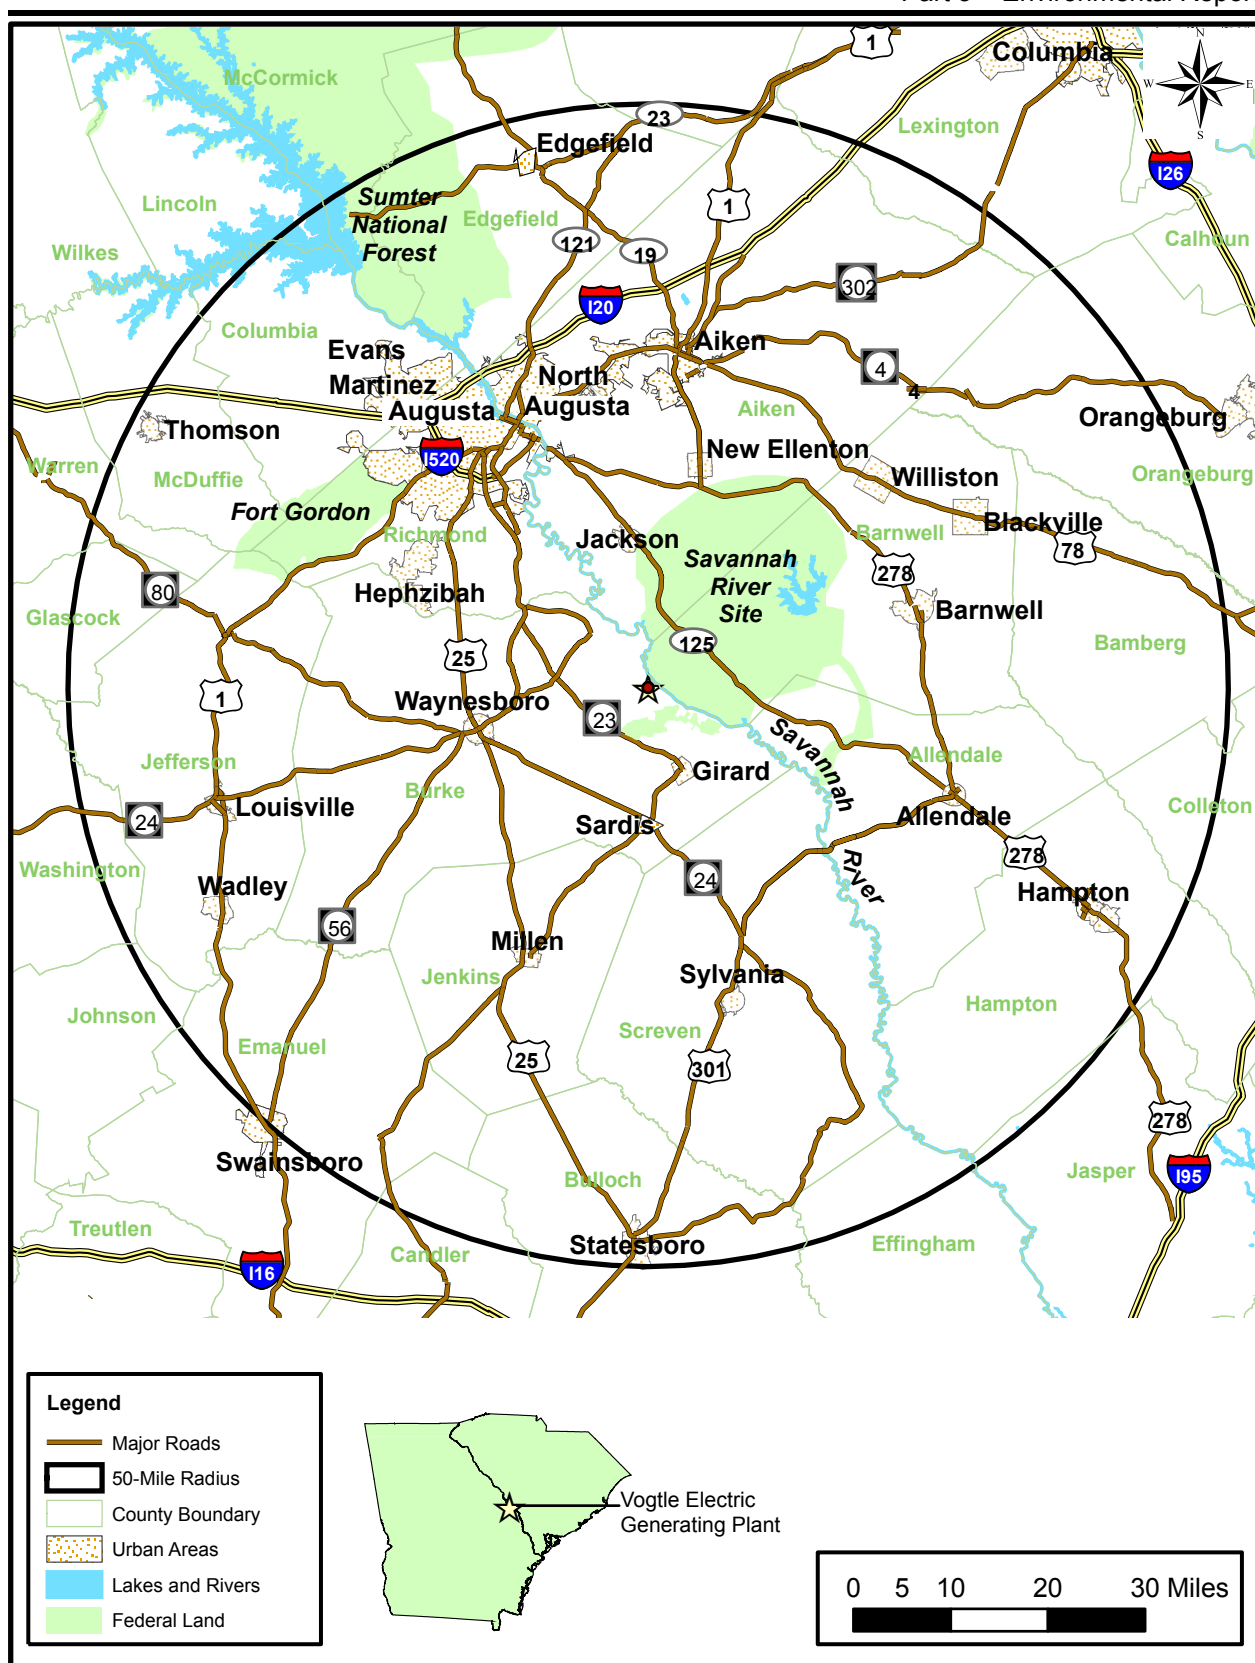 1
Columbia
N
W
E
S
McCormick
23
Lexington
Edgefield
I26
Lincoln
Sumter
National
Forest
Edgefield
1
121
19
Calhoun
Wilkes
302
I20
Columbia
Evans
Aiken
Martinez
North
Augusta
4
4
Augusta
Aiken
Orangeburg
Thomson
I520
New Ellenton
Warren
McDuffie
Williston
Orangeburg
Fort Gordon
Richmond
Jackson
Savannah
River
Site
Barnwell
Blackville
78
278
Hephzibah
80
Glascock
Barnwell
125
Bamberg
25
1
Waynesboro
23
Savannah
River
Jefferson
Girard
Allendale
Burke
Louisville
Colleton
24
Sardis
Allendale
278
Washington
Wadley
24
Hampton
56
Millen
Sylvania
Jenkins
Hampton
Johnson
Screven
Emanuel
25
301
278
Swainsboro
Bulloch
Jasper
I95
Treutlen
Statesboro
Effingham
Candler
I16
Legend
Major Roads
50-Mile Radius
County Boundary
Urban Areas
Lakes and Rivers
Federal Land
Vogtle Electric
Generating Plant
0 5 10 20 30 Miles